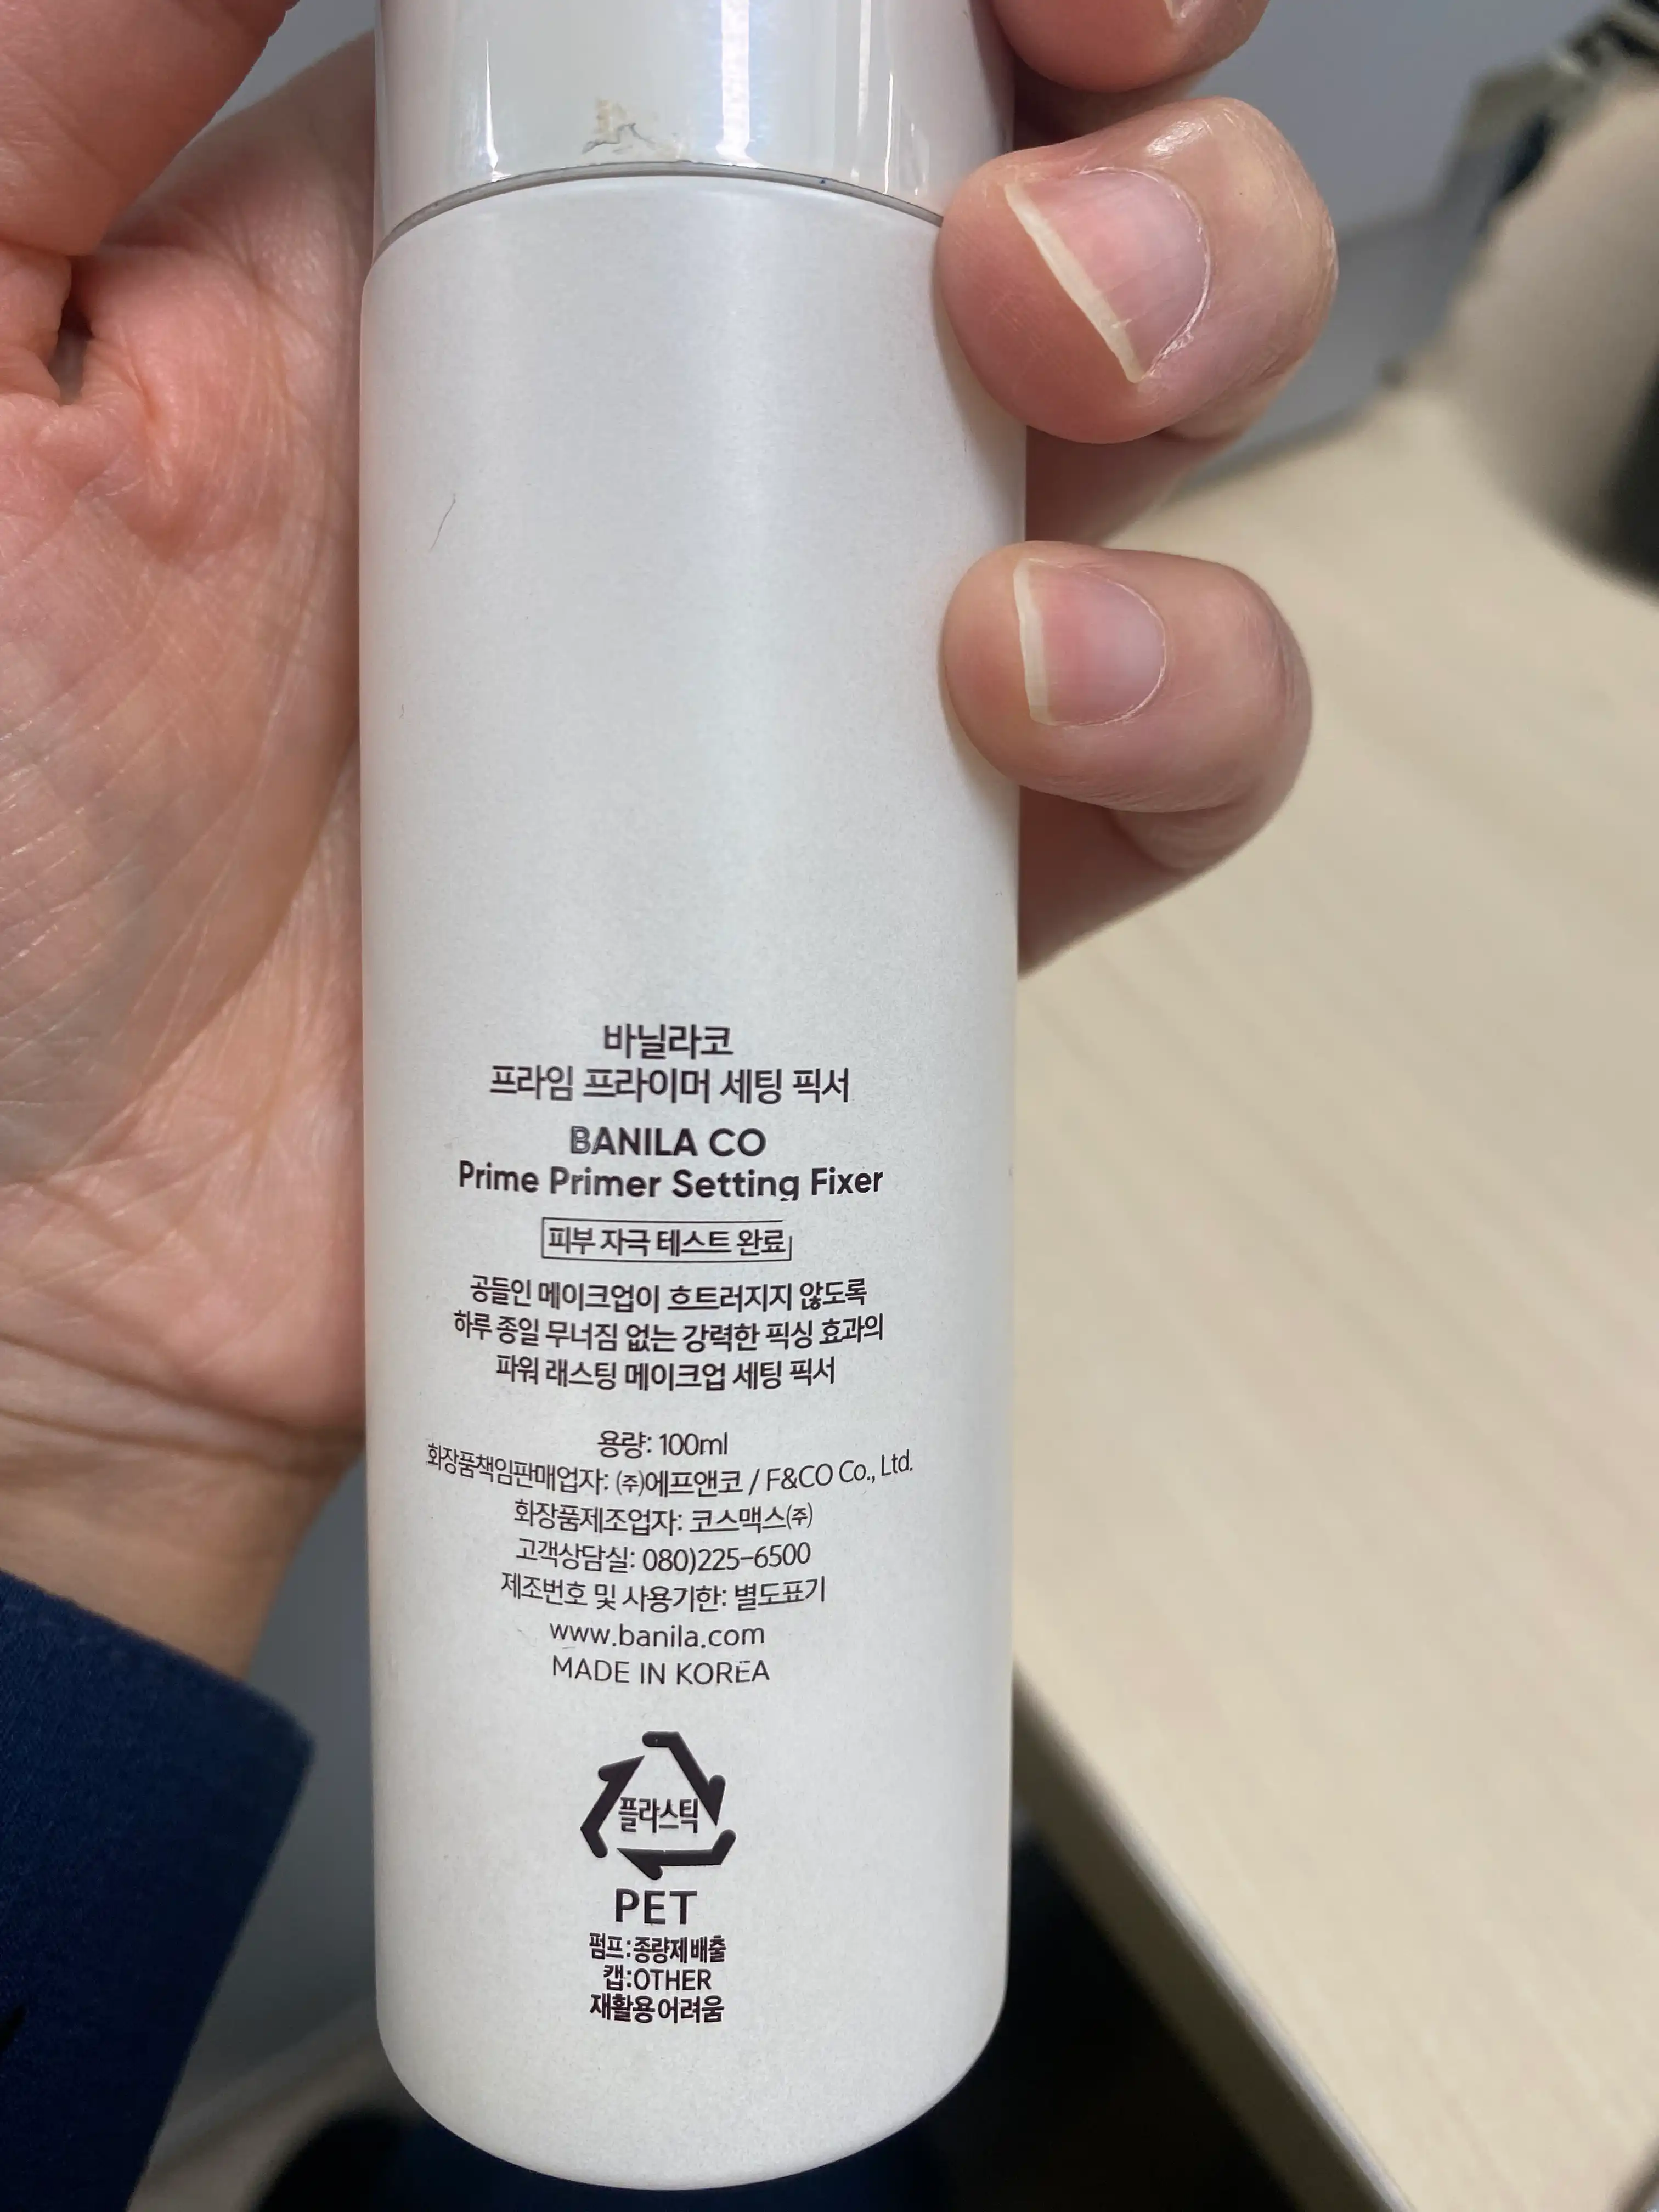 바닐라코
프라임 프라이머 세팅 픽서
BANILA CO
Prime Primer Setting Fixer
피부 자극 테스트 완료
공들인 메이크업이 흐트러지지 않도록
하루 종일 무너짐 없는 강력한 픽싱 효과의
파워 래스팅 메이크업 세팅 픽서
용량: 100ml
화장품책임판매업자: ㈜에프앤코 / F&CO Co., Ltd.
화장품제조업자: 코스맥스㈜
고객상담실: 080)225-6500
제조번호 및 사용기한: 별도표기
www.banila.com
MADE IN KOREA
플라스틱
PET
펌프:종량제배출
캡:OTHER
재활용어려움